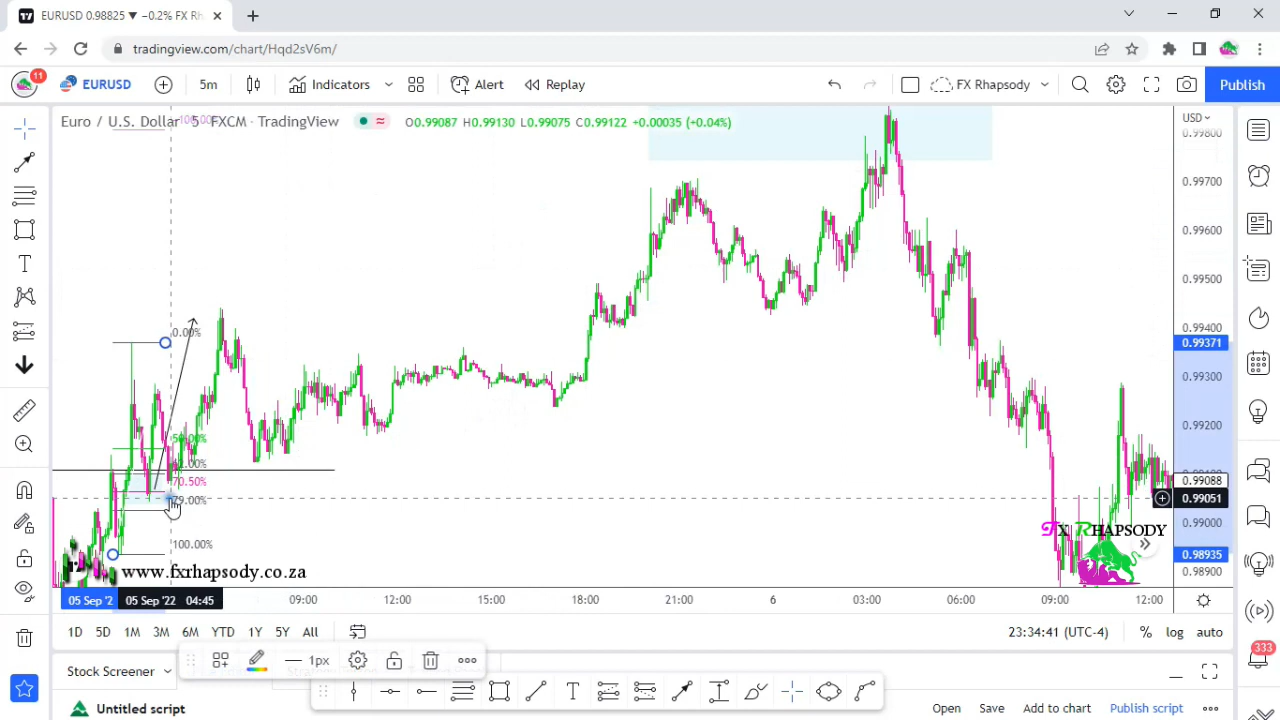 EURUSD 0.98825 ▼ −0.2% FX Rh
tradingview.com/chart/Hqd2sV6m/
11
EURUSD
5m
Indicators
Alert
Replay
FX Rhapsody
Publish
Euro / U.S. Dollar · 5 · FXCM · TradingView
100.00%
O0.99087 H0.99130 L0.99075 C0.99122 +0.00035 (+0.04%)
USD
0.99800
0.99700
0.99600
0.99500
0.99400
0.99371
0.99300
0.99200
0.99088
0.99051
0.99000
0.98935
0.98900
0.00%
50.00%
70.50%
79.00%
100.00%
FX RHAPSODY
www.fxrhapsody.co.za
05 Sep '2
05 Sep '22 04:45
09:00
12:00
15:00
18:00
21:00
6
03:00
06:00
09:00
12:00
1D 5D 1M 3M 6M YTD 1Y 5Y All
23:34:41 (UTC-4)
% log auto
333
1px
Stock Screener
Untitled script
Open Save Add to chart Publish script